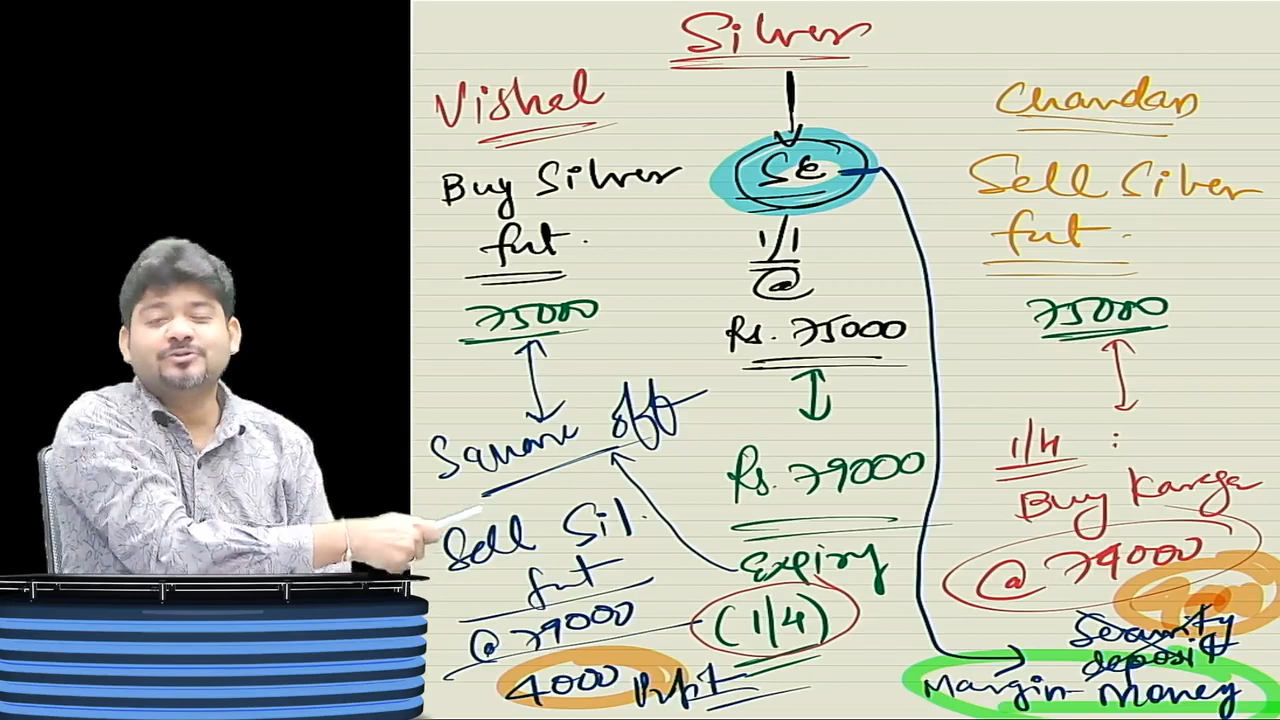 Silver
Vishal
Buy Silver
fut.
75000
Square off
Sell Sil.
fut
@ 79000
4000 Profit
SE
1/1
@
Rs. 75000
Rs. 79000
Expiry
(1/4)
Chandan
Sell Silver
fut.
75000
1/4 :
Buy Karega
@ 79000
Security
deposit
Margin Money